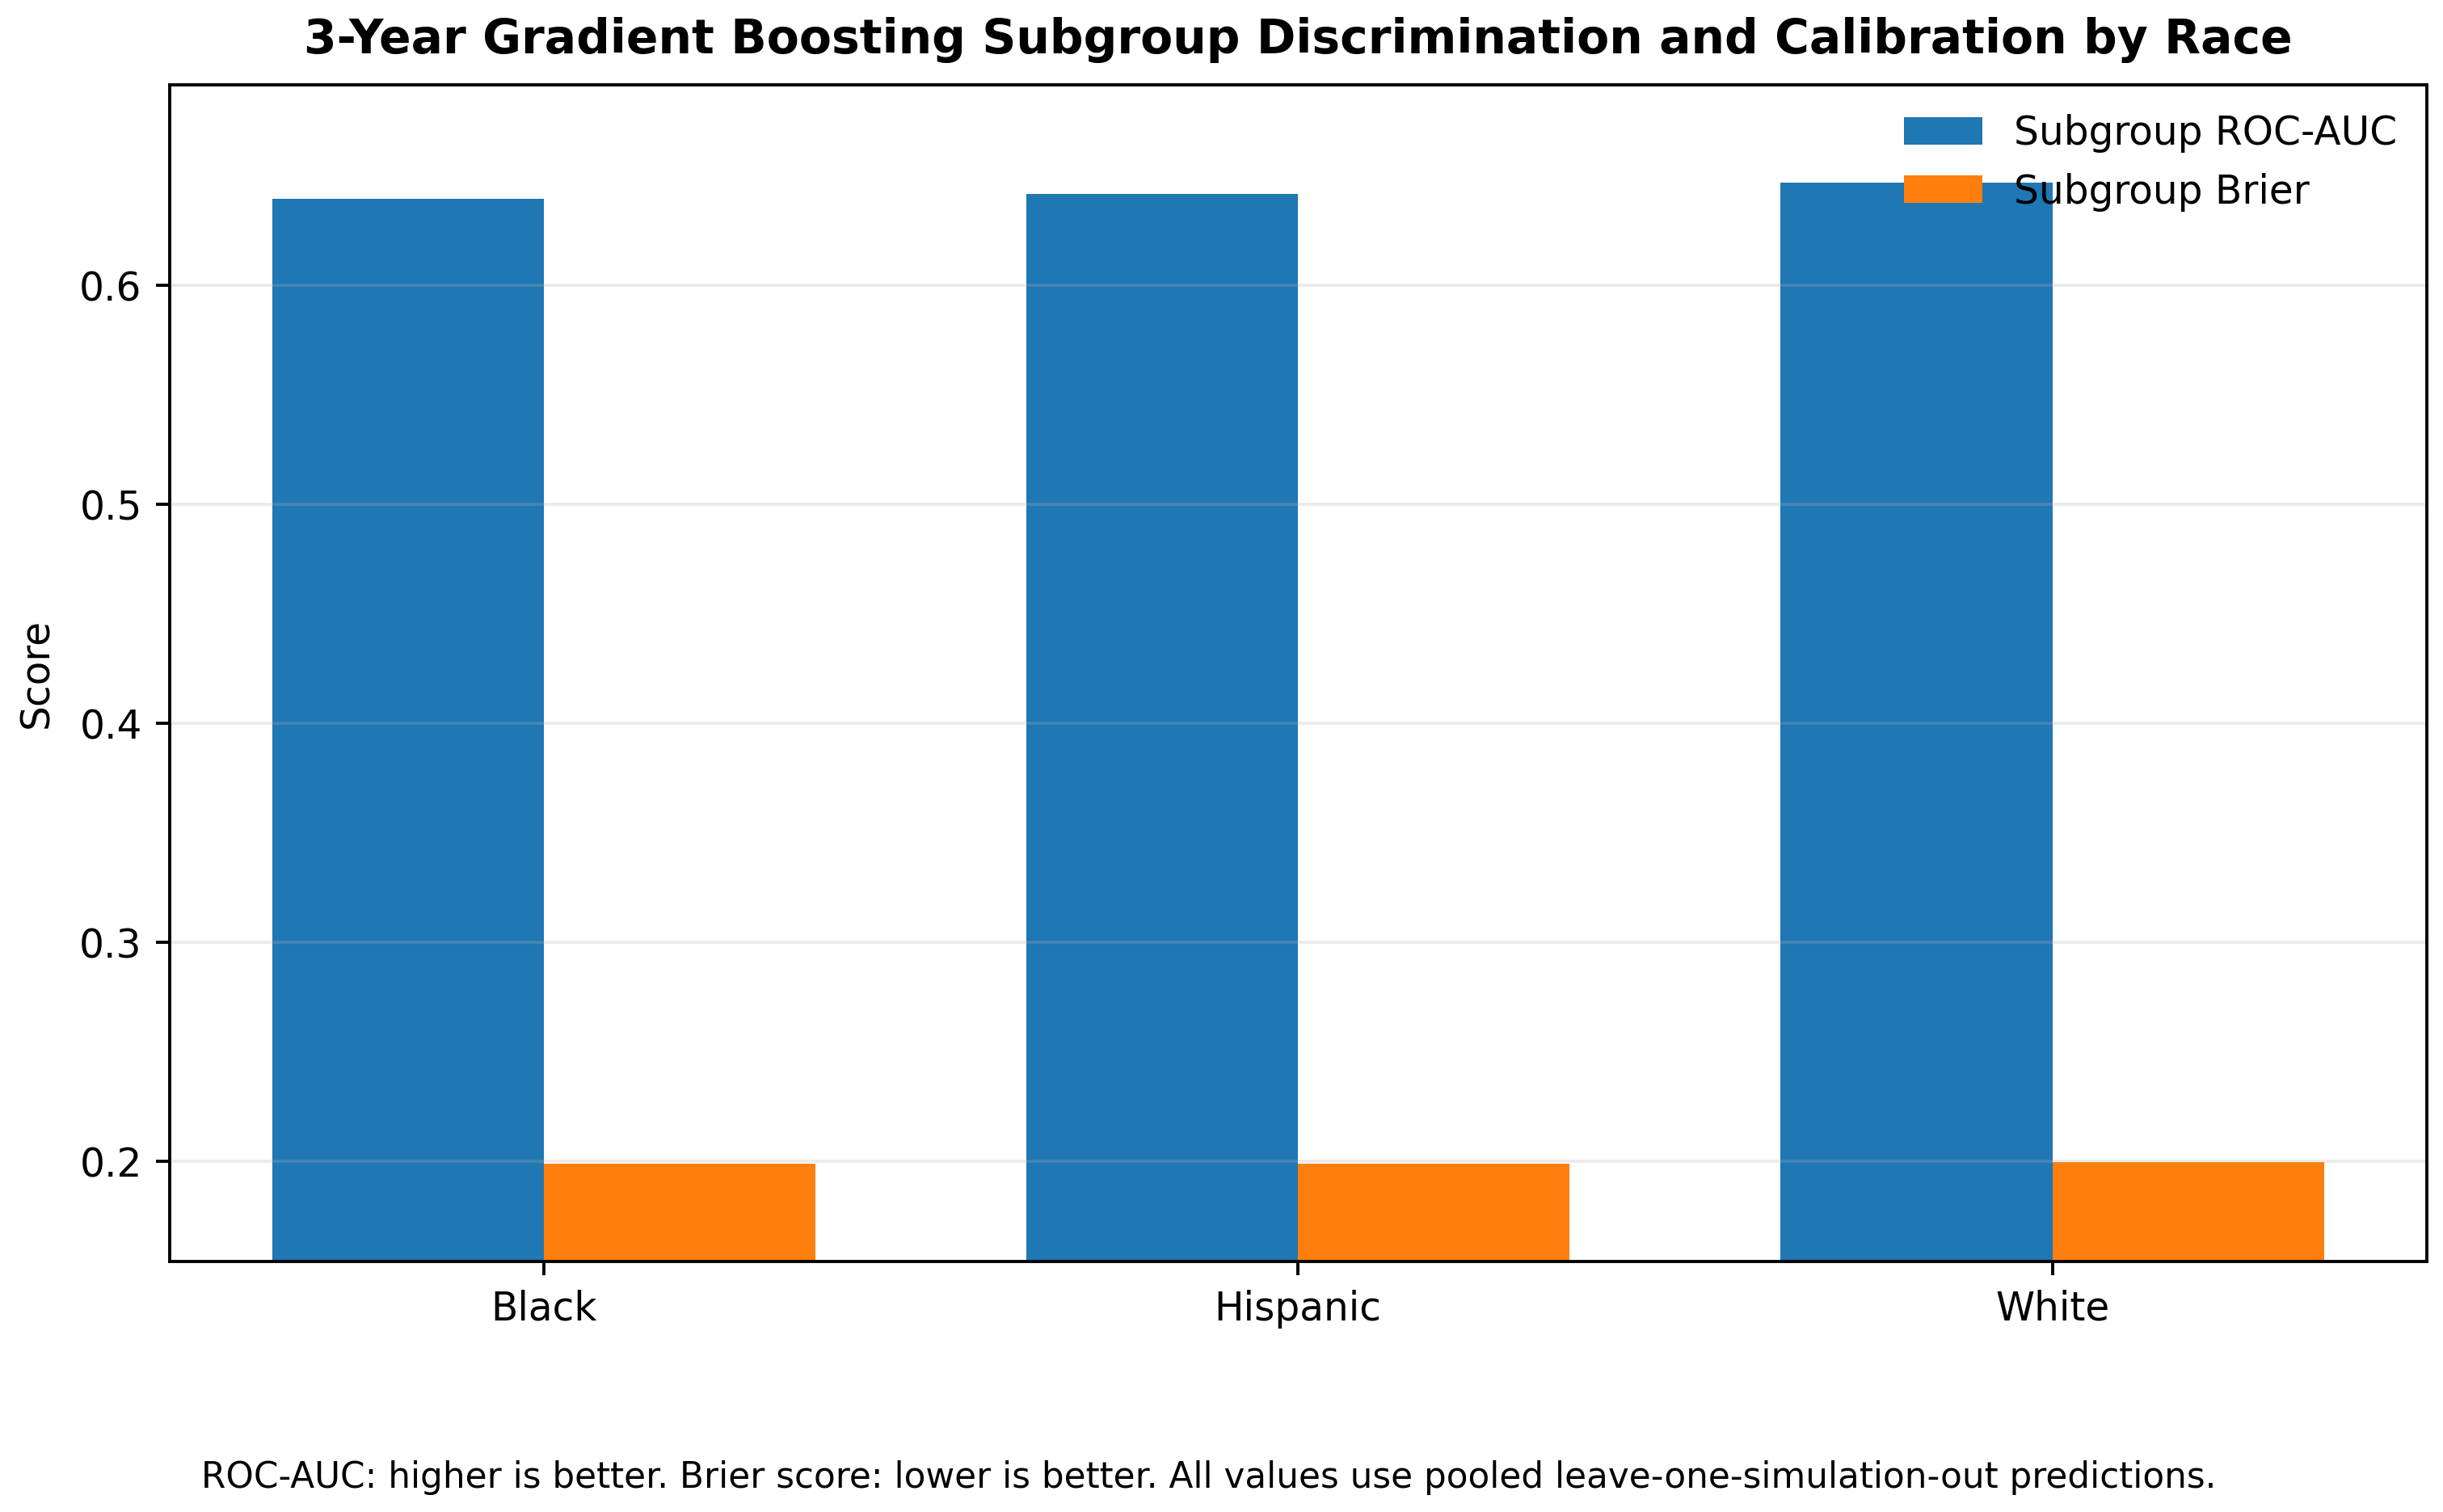 3-Year Gradient Boosting Subgroup Discrimination and Calibration by Race
Subgroup ROC-AUC
Subgroup Brier
Score
0.6
0.5
0.4
0.3
0.2
Black
Hispanic
White
ROC-AUC: higher is better. Brier score: lower is better. All values use pooled leave-one-simulation-out predictions.